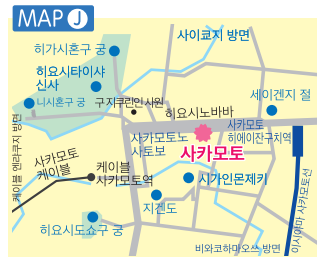 MAP J
사이코지 방면
히가시혼구 궁
히요시타이샤
신사
니시혼구 궁
구 지쿠린인 사원
히요시노바바
세이겐지 절
사카모토노
사토보
사카모토
히에이잔구치역
사카모토
케이블 엔랴쿠지 방면
사카모토
케이블
케이블
사카모토역
시가인몬제키
지겐도
히요시도쇼구 궁
비와코하마오쓰 방면
이시야마 사카모토선